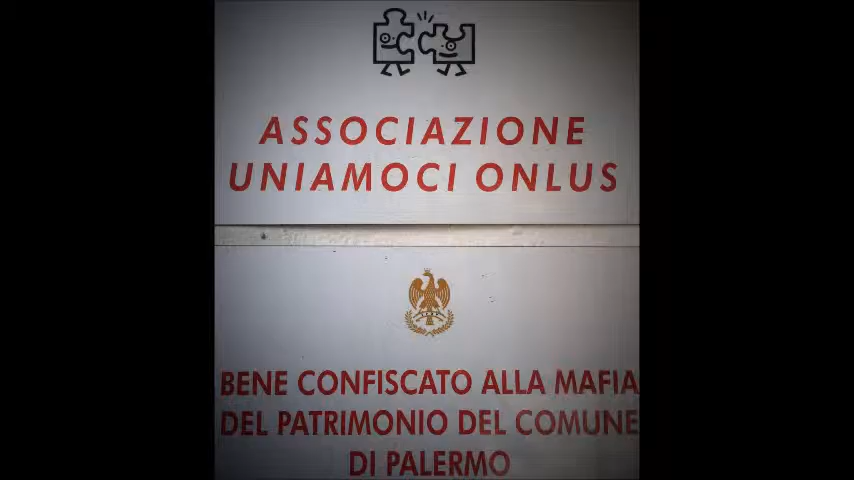 ASSOCIAZIONE
UNIAMOCI ONLUS
BENE CONFISCATO ALLA MAFIA
DEL PATRIMONIO DEL COMUNE
DI PALERMO